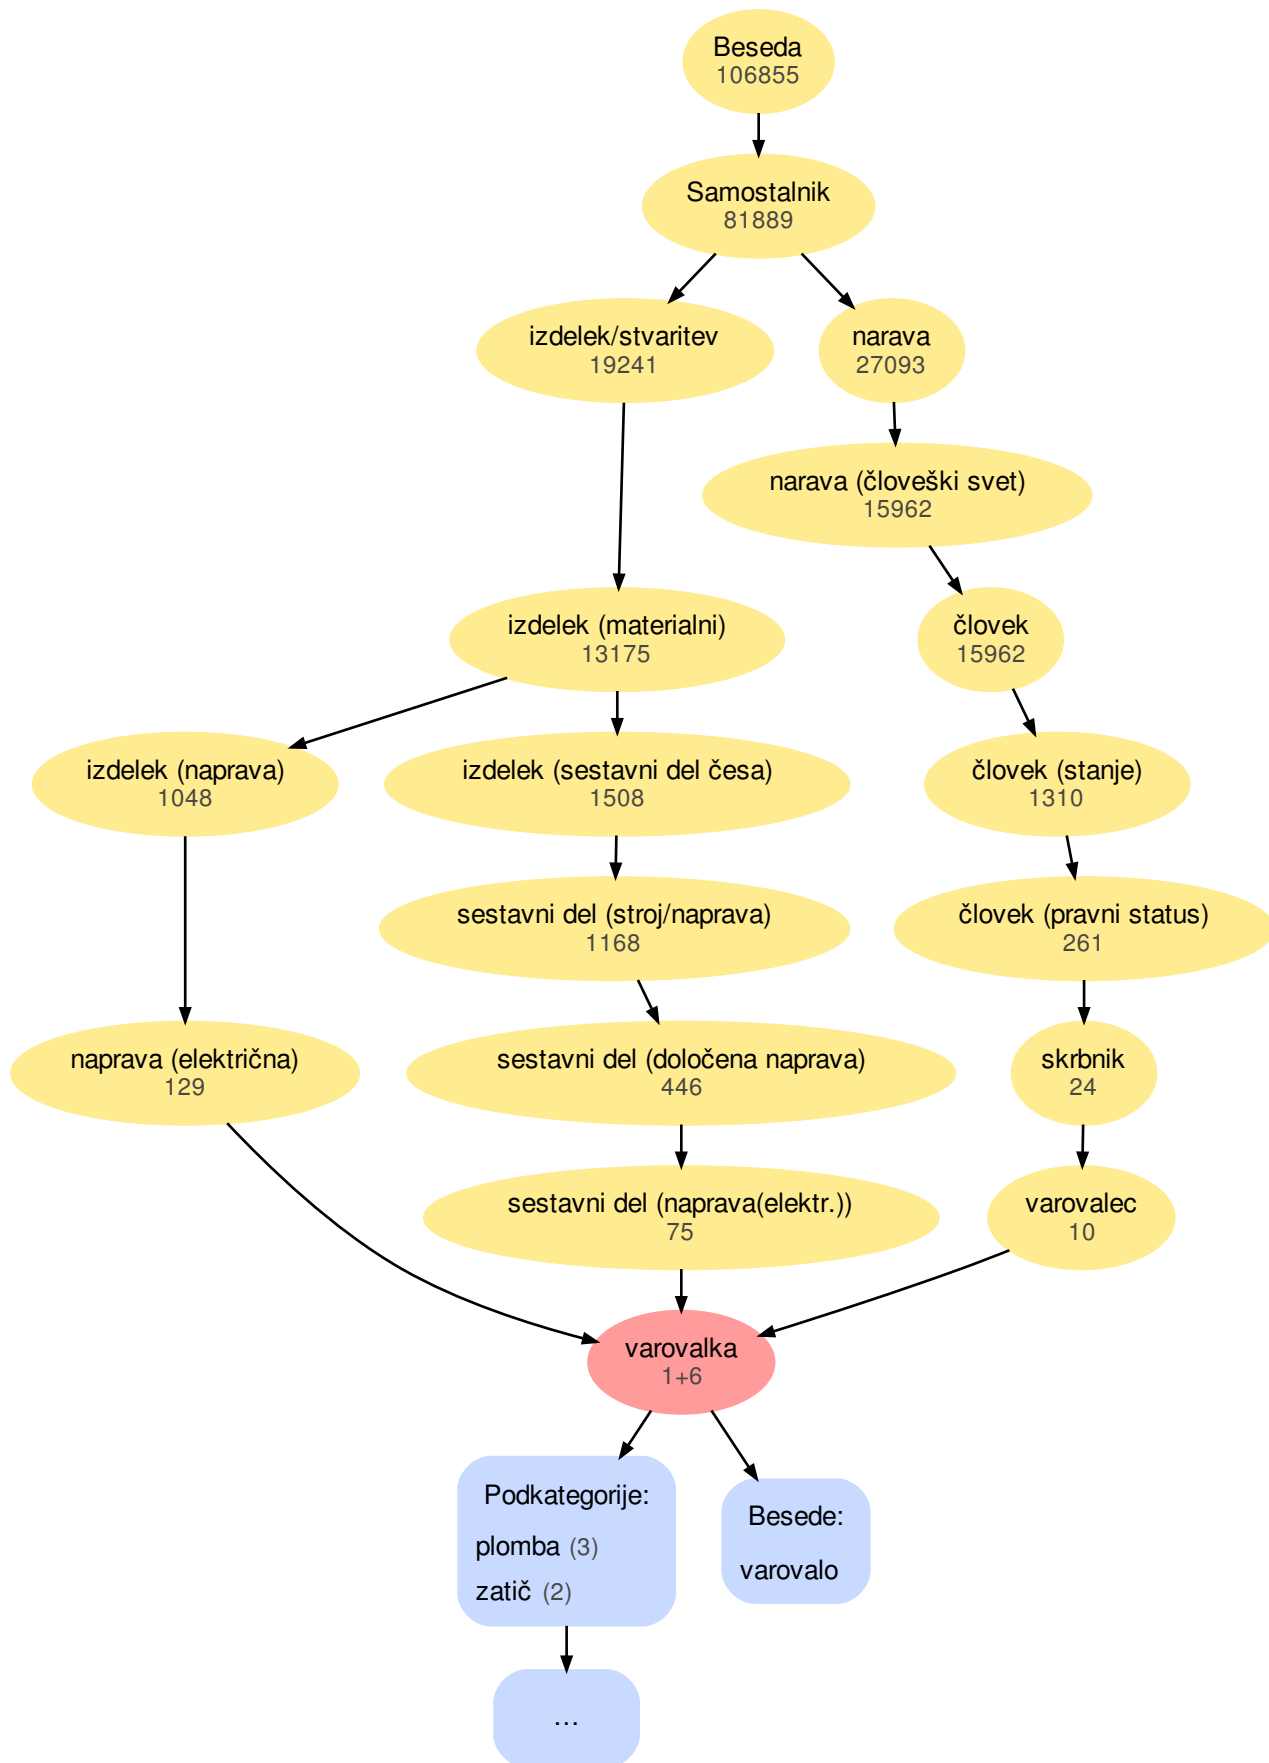 Beseda
106855
Samostalnik
81889
izdelek/stvaritev
19241
narava
27093
narava (človeški svet)
15962
izdelek (materialni)
13175
človek
15962
izdelek (naprava)
1048
izdelek (sestavni del česa)
1508
človek (stanje)
1310
sestavni del (stroj/naprava)
1168
človek (pravni status)
261
naprava (električna)
129
sestavni del (določena naprava)
446
skrbnik
24
sestavni del (naprava(elektr.))
75
varovalec
10
varovalka
1+6
Podkategorije:
plomba (3)
zatič (2)
Besede:
varovalo
...